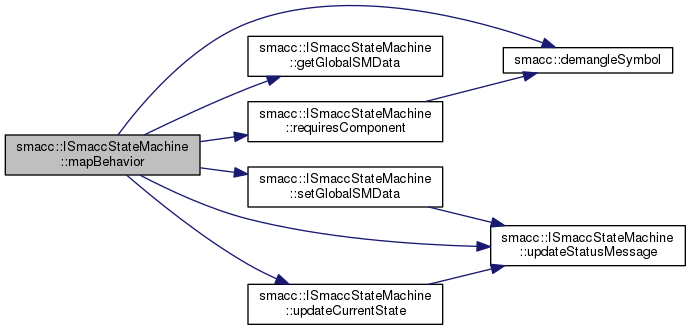 smacc::ISmaccStateMachine
::mapBehavior
smacc::ISmaccStateMachine
::getGlobalSMData
smacc::ISmaccStateMachine
::requiresComponent
smacc::ISmaccStateMachine
::setGlobalSMData
smacc::ISmaccStateMachine
::updateCurrentState
smacc::demangleSymbol
smacc::ISmaccStateMachine
::updateStatusMessage